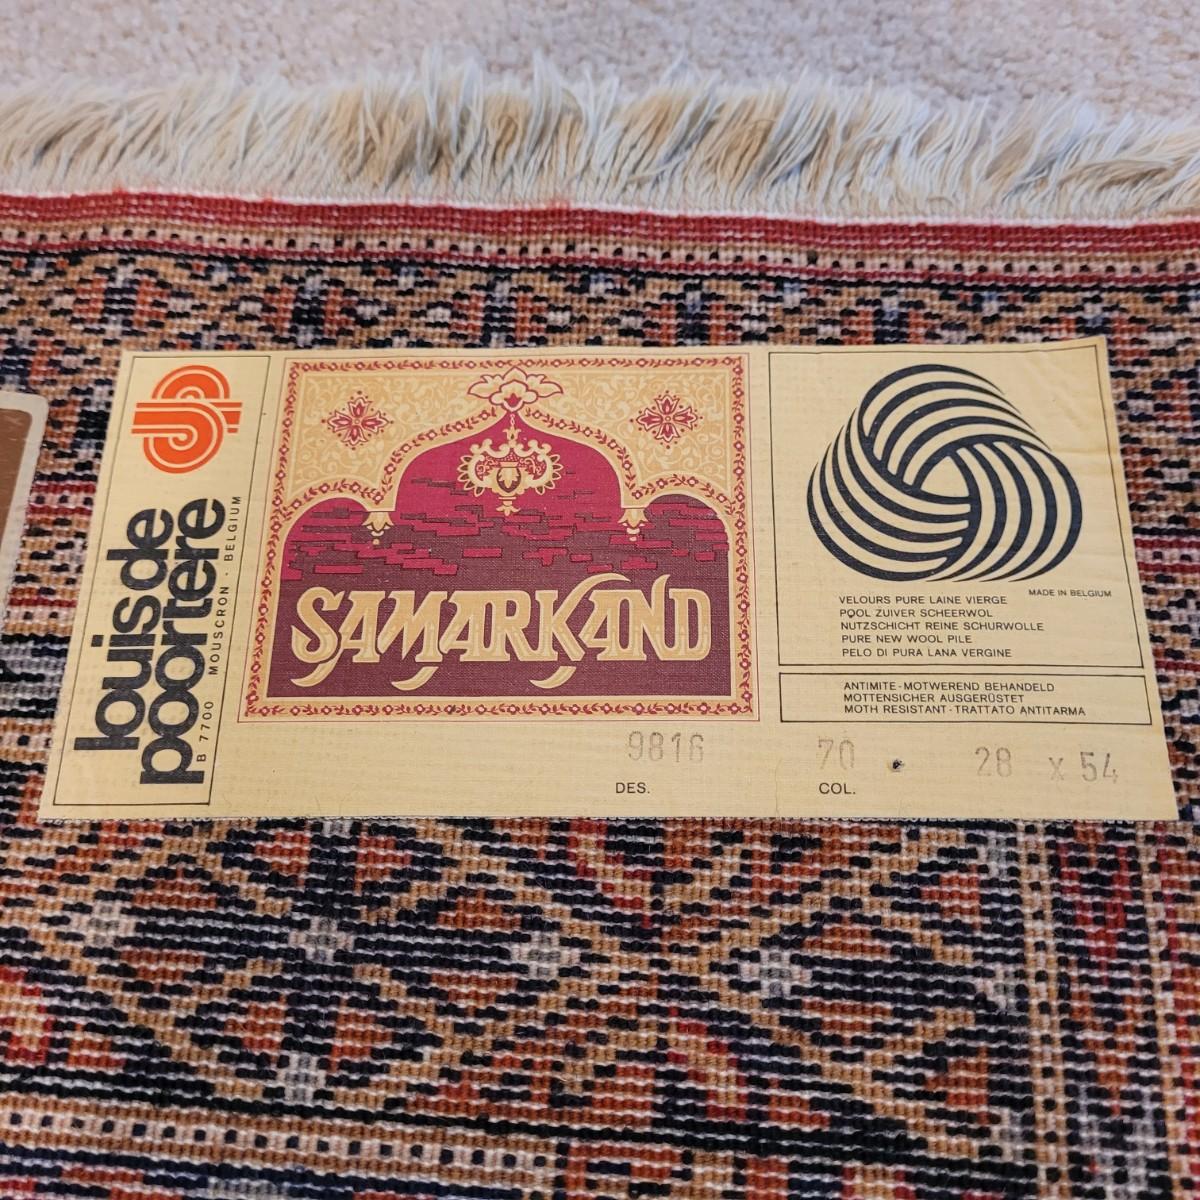 louis de
poortere
B 7700 MOUSCRON - BELGIUM
SAMARKAND
MADE IN BELGIUM
VELOURS PURE LAINE VIERGE
POOL ZUIVER SCHEERWOL
NUTZSCHICHT REINE SCHURWOLLE
PURE NEW WOOL PILE
PELO DI PURA LANA VERGINE
ANTIMITE - MOTWEREND BEHANDELD
MOTTENSICHER AUSGERÜSTET
MOTH RESISTANT - TRATTATO ANTITARMA
9816 70 28 x 54
DES. COL.